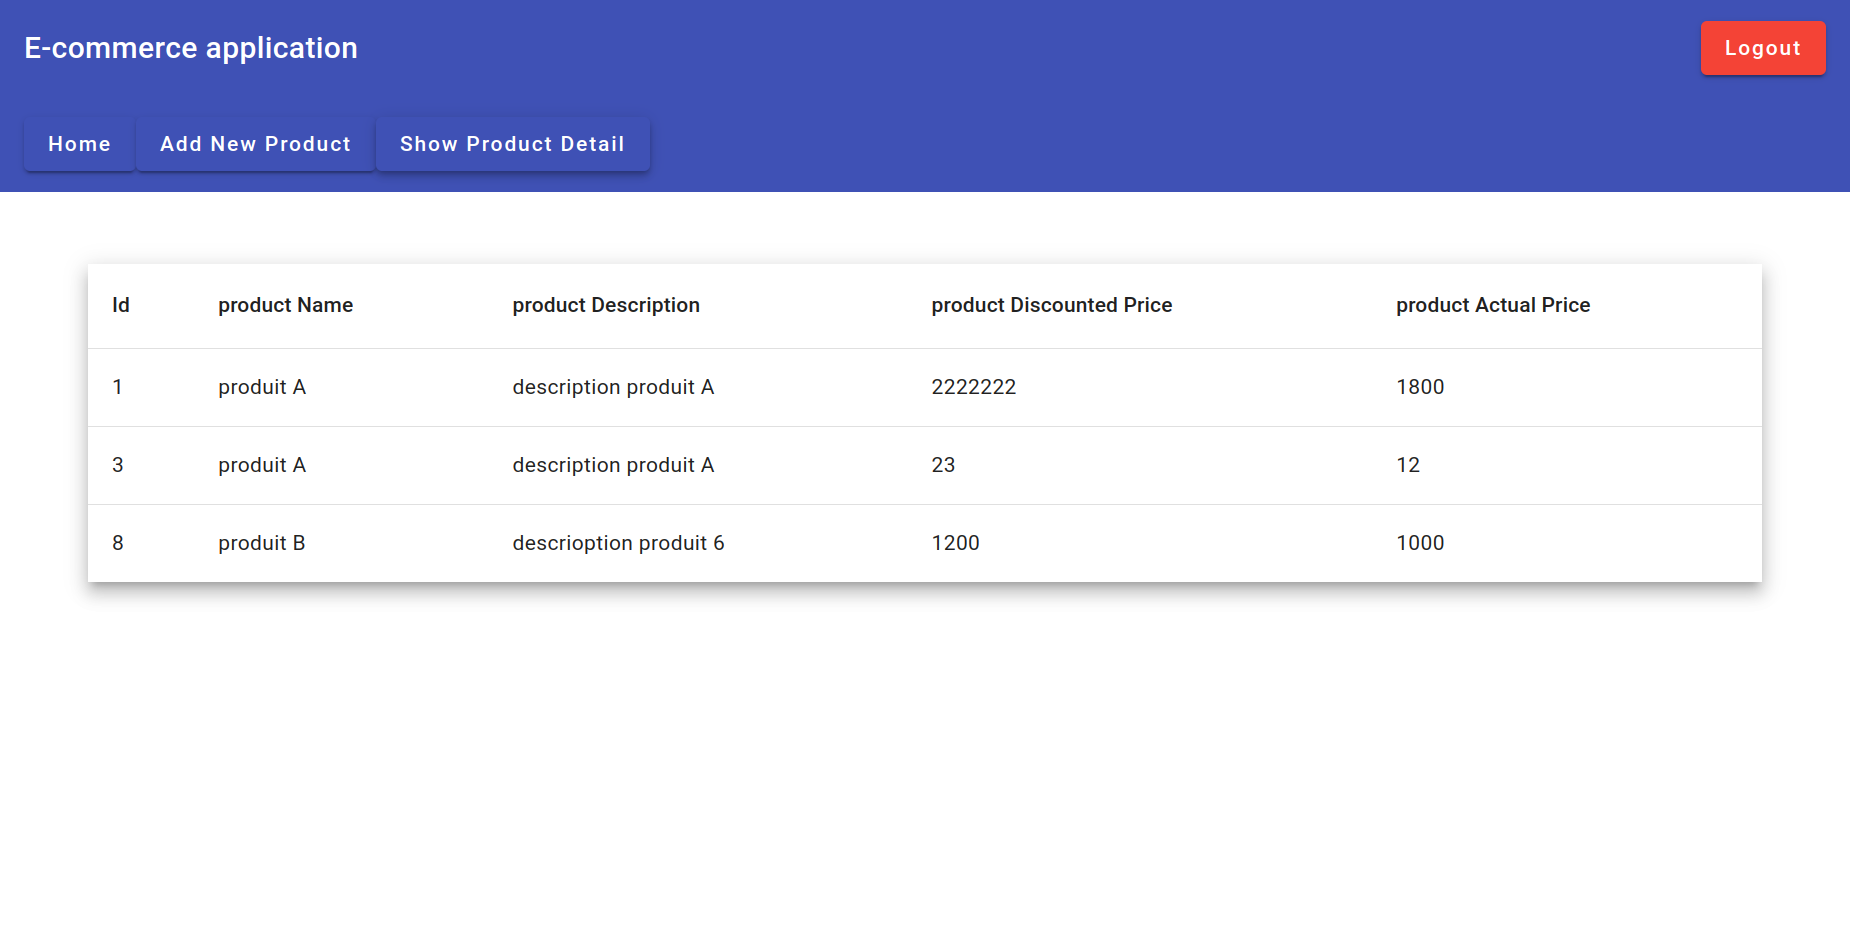 E-commerce application
Logout
Home Add New Product Show Product Detail
Id product Name product Description product Discounted Price product Actual Price
1 produit A description produit A 2222222 1800
3 produit A description produit A 23 12
8 produit B descrioption produit 6 1200 1000